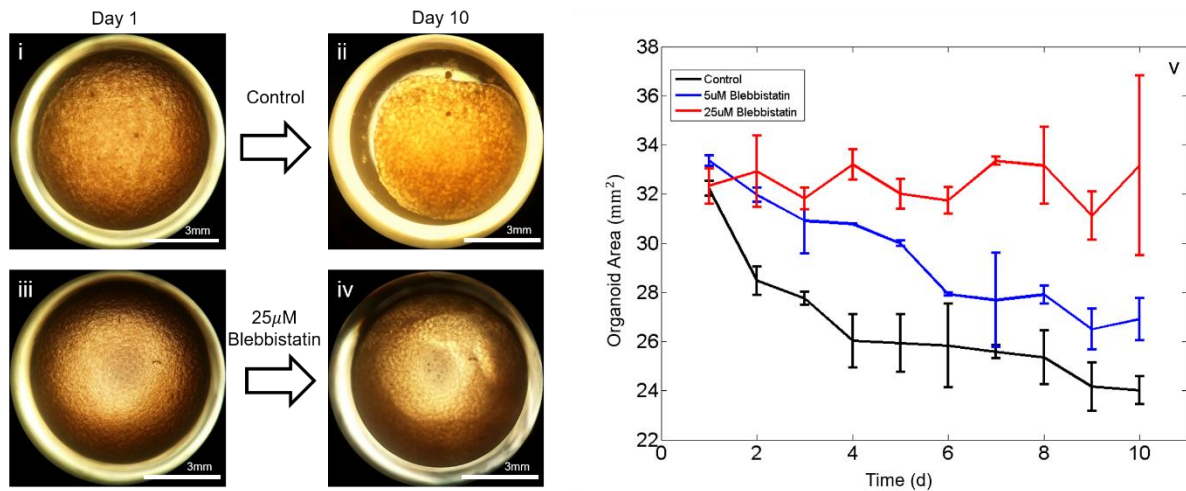 Day 1
Day 10
i
ii
Control
3mm
3mm
iii
iv
25μM
Blebbistatin
3mm
3mm
v
Control
5uM Blebbistatin
25uM Blebbistatin
Organoid Area (mm²)
38
36
34
32
30
28
26
24
22
0
2
4
6
8
10
Time (d)